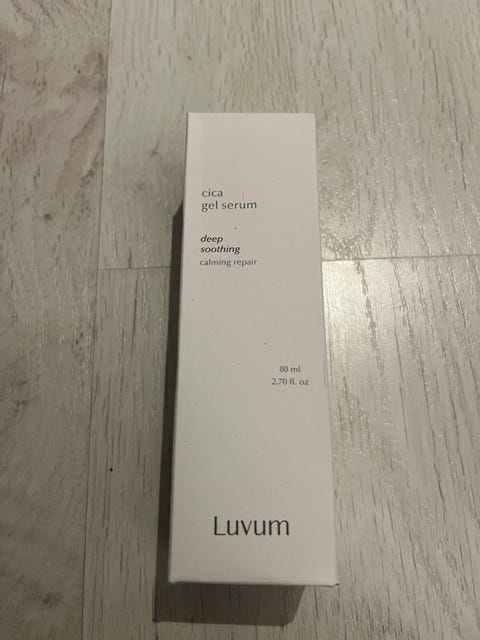 cica
gel serum
deep
soothing
calming repair
80 ml
2.70 fl. oz
Luvum